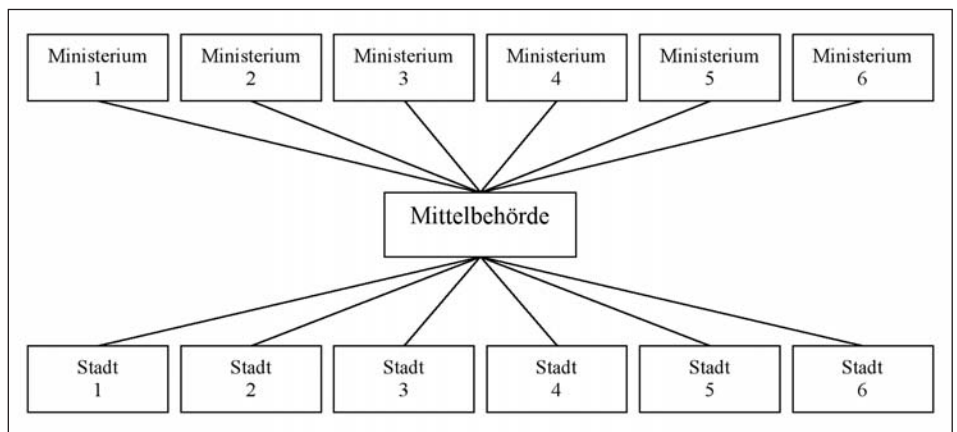 Ministerium
1
Ministerium
2
Ministerium
3
Ministerium
4
Ministerium
5
Ministerium
6
Mittelbehörde
Stadt
1
Stadt
2
Stadt
3
Stadt
4
Stadt
5
Stadt
6